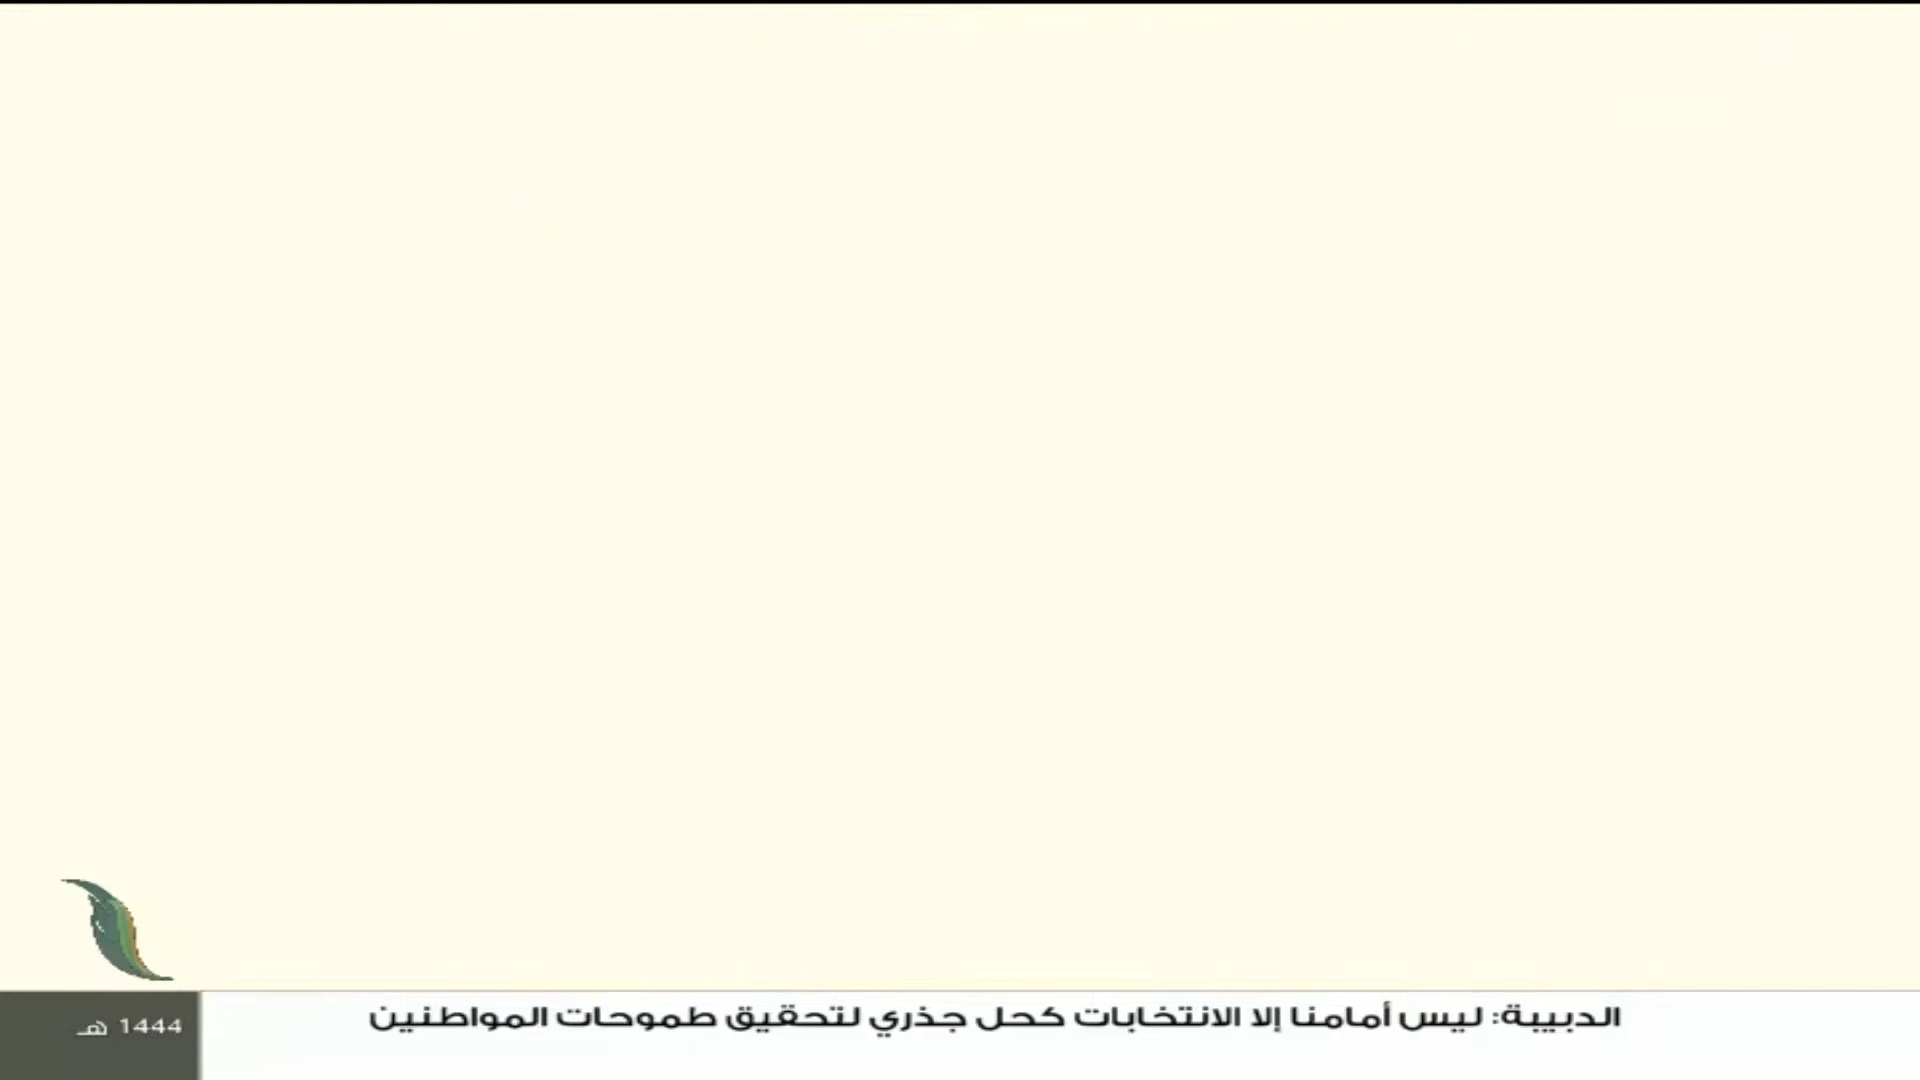 الدبيبة: ليس أمامنا إلا الانتخابات كحل جذري لتحقيق طموحات المواطنين
1444 هـ